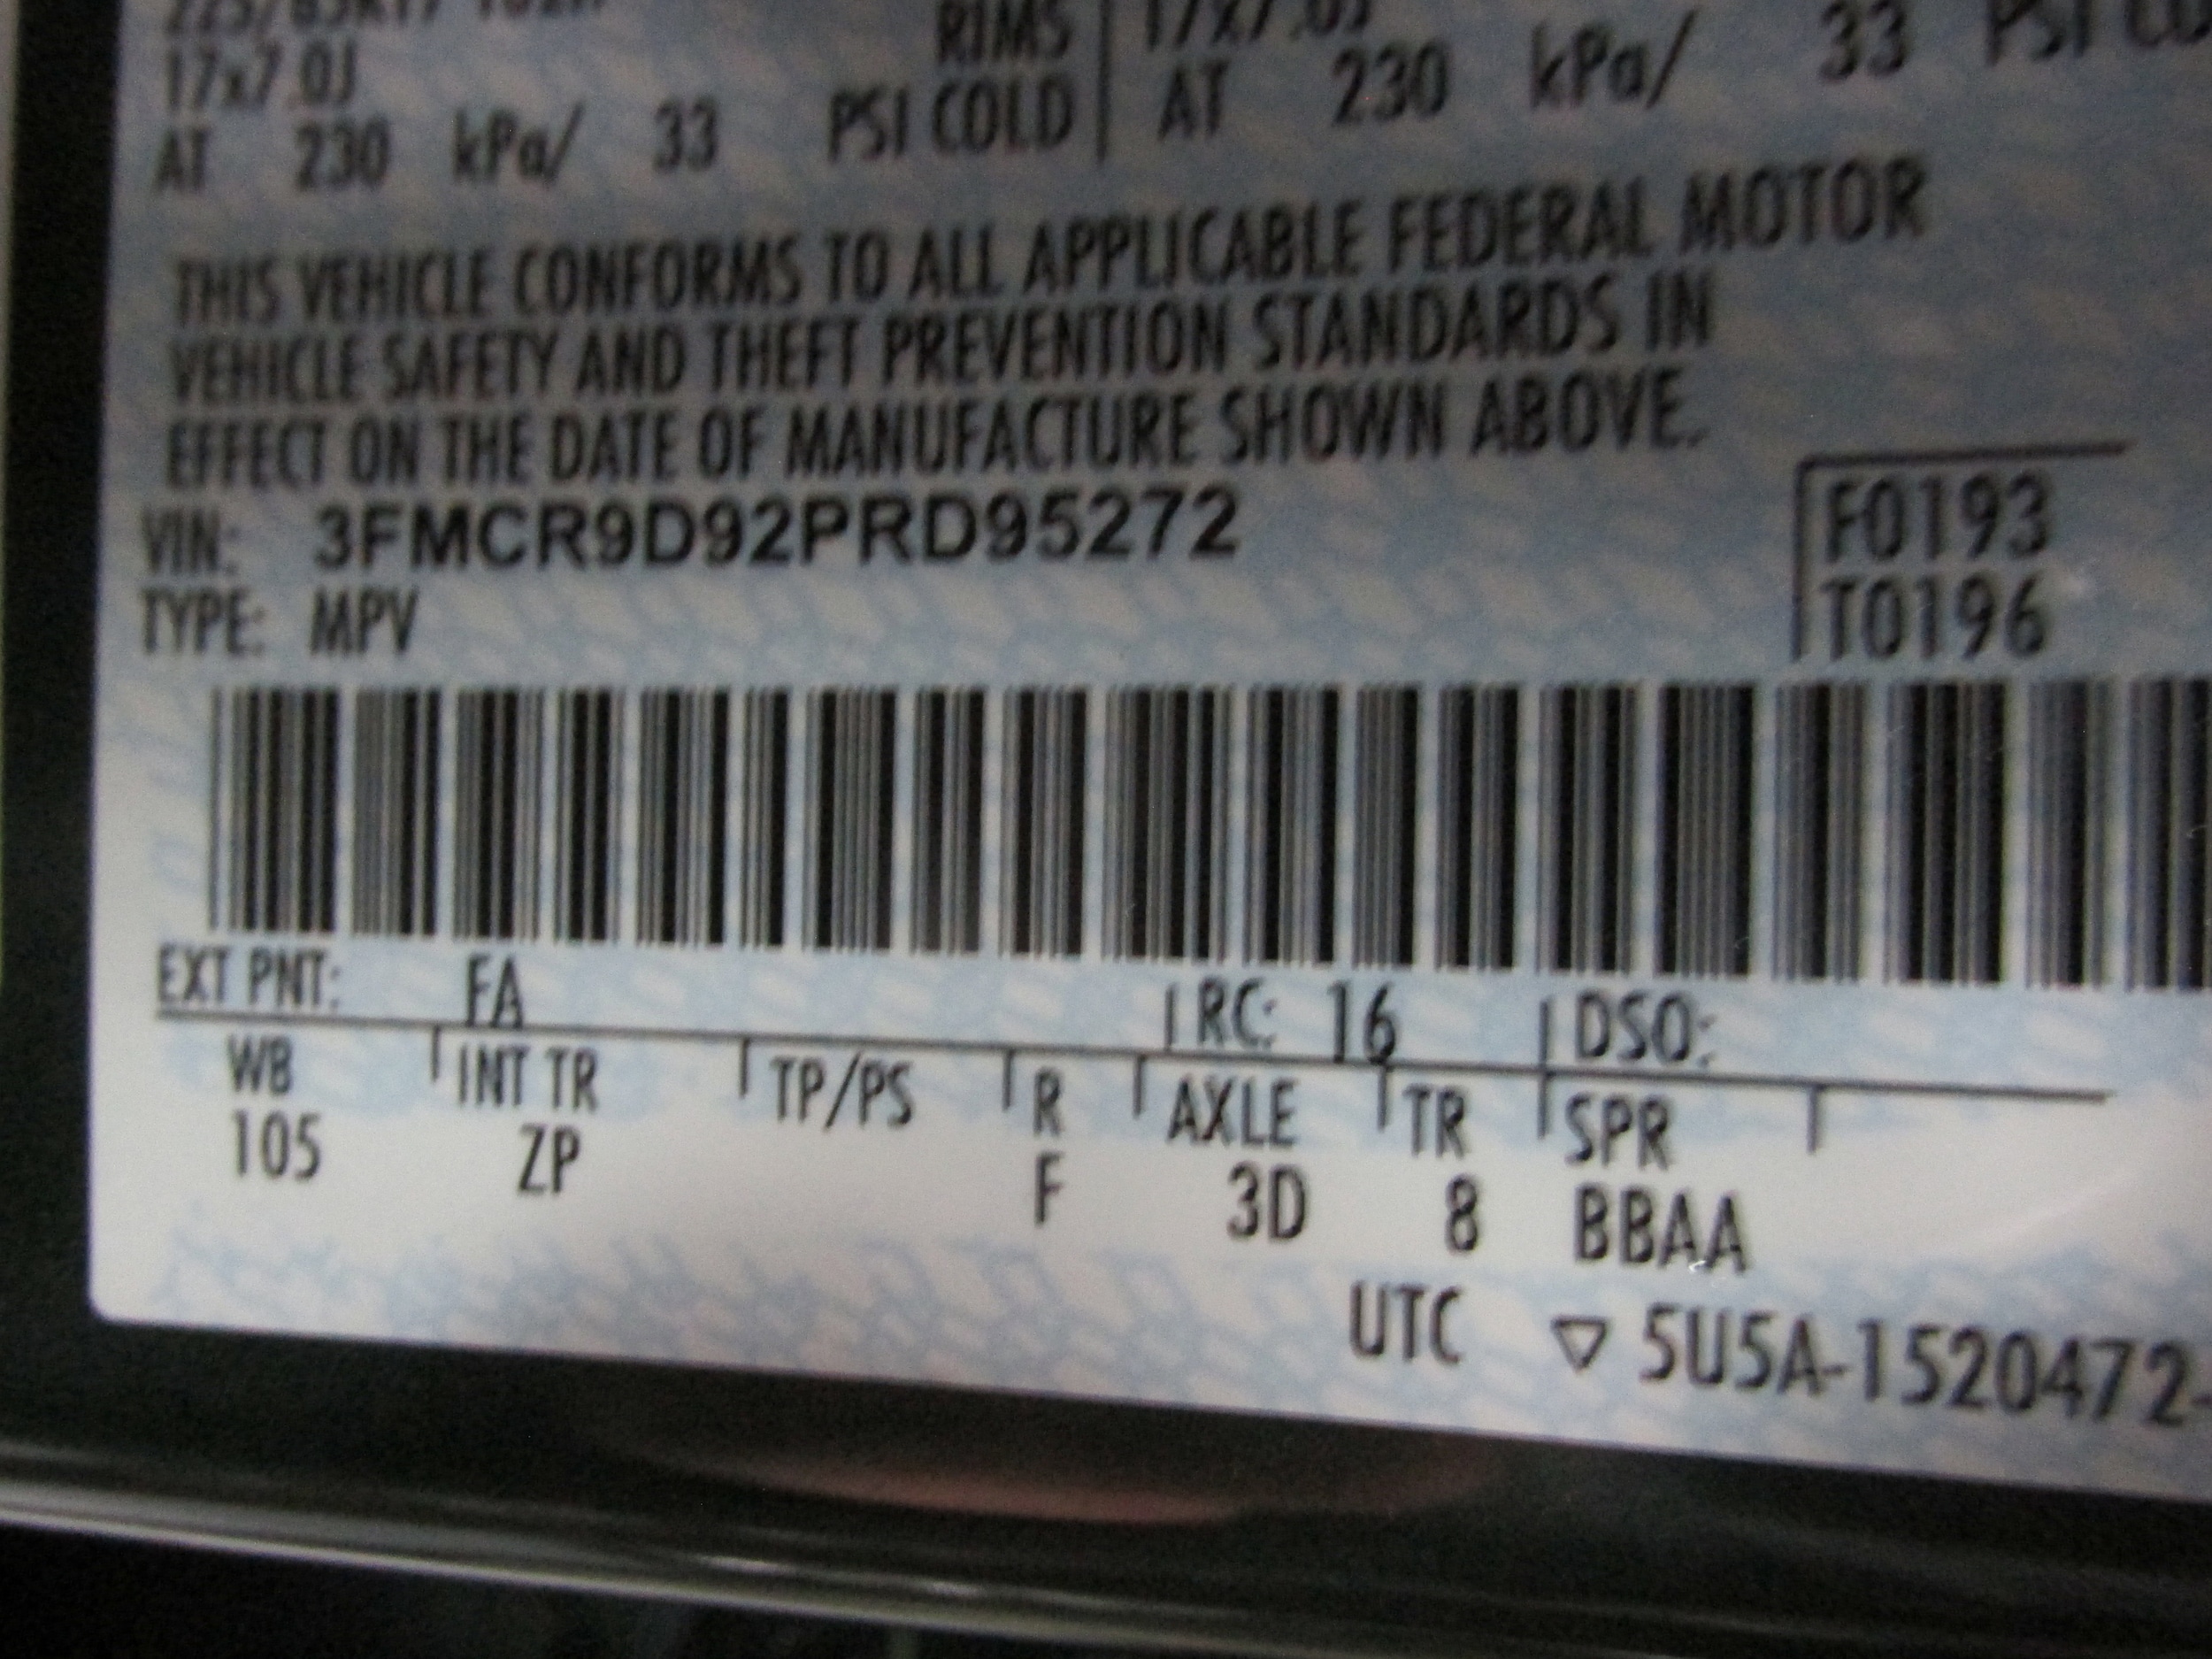 17x7.0J RIMS 17x7.0J
AT 230 kPa/ 33 PSI COLD AT 230 kPa/ 33 PSI
THIS VEHICLE CONFORMS TO ALL APPLICABLE FEDERAL MOTOR
VEHICLE SAFETY AND THEFT PREVENTION STANDARDS IN
EFFECT ON THE DATE OF MANUFACTURE SHOWN ABOVE.
VIN: 3FMCR9D92PRD95272 F0193
TYPE: MPV T0196
EXT PNT: FA RC: 16 DSO:
WB INT TR TP/PS R AXLE TR SPR
105 ZP F 3D 8 BBAA
UTC ▽ 5U5A-1520472-